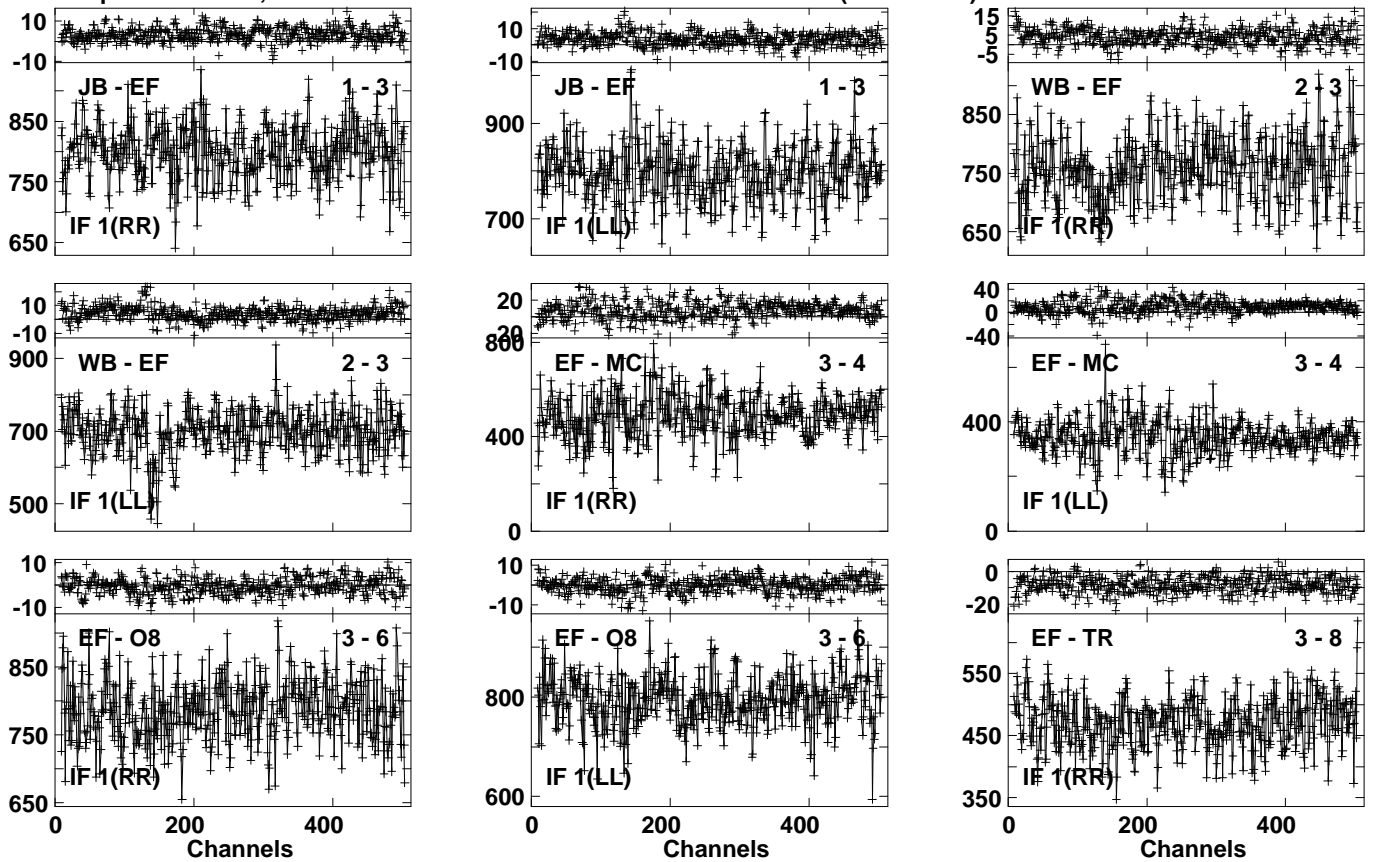 10
-10
JB - EF 1 - 3
850
750
650
IF 1(RR)
10
-10
JB - EF 1 - 3
900
700
IF 1(LL)
15
5
-5
WB - EF 2 - 3
850
750
650
IF 1(RR)
10
-10
WB - EF 2 - 3
900
700
500
IF 1(LL)
20
-20
800
EF - MC 3 - 4
400
0
IF 1(RR)
40
0
-40
EF - MC 3 - 4
400
0
IF 1(LL)
10
-10
EF - O8 3 - 6
850
750
650
IF 1(RR)
0 200 400
Channels
10
-10
EF - O8 3 - 6
800
600
IF 1(LL)
0 200 400
Channels
0
-20
EF - TR 3 - 8
550
450
350
IF 1(RR)
0 200 400
Channels